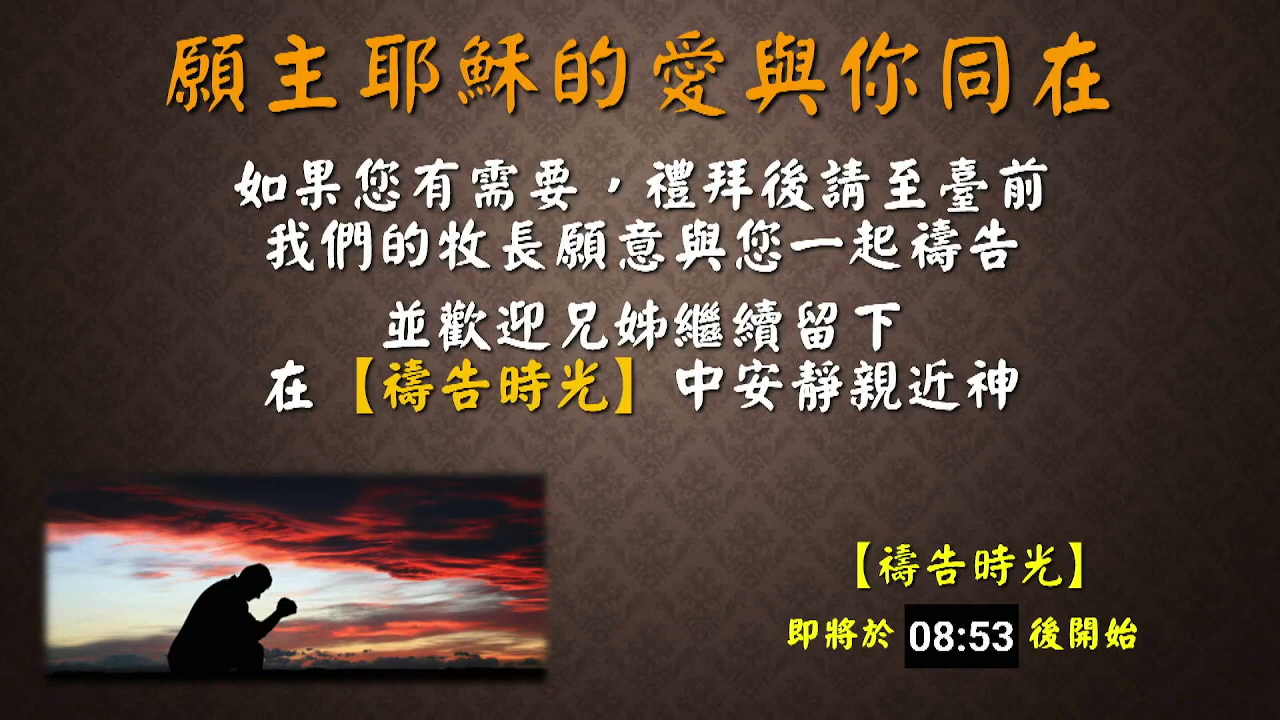 願主耶穌的愛與你同在
如果您有需要，禮拜後請至臺前
我們的牧長願意與您一起禱告
並歡迎兄姊繼續留下
在【禱告時光】中安靜親近神
【禱告時光】
即將於 08:53 後開始